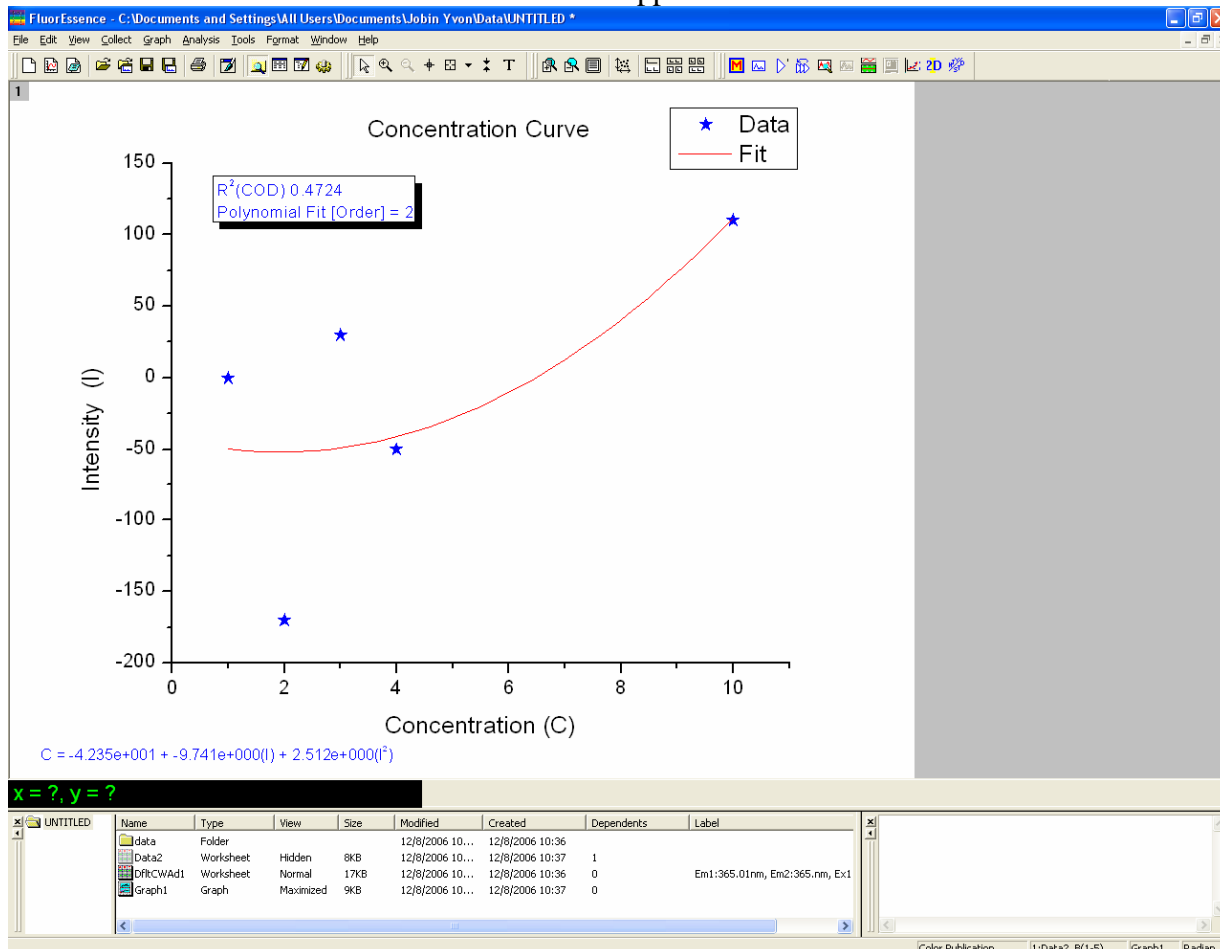 FluorEssence - C:\Documents and Settings\All Users\Documents\Jobin Yvon\Data\UNTITLED *
File Edit View Collect Graph Analysis Tools Format Window Help
T M 2D
1
Concentration Curve
Data
Fit
R²(COD) 0.4724
Polynomial Fit [Order] = 2
150
100
50
0
-50
-100
-150
-200
Intensity (I)
0 2 4 6 8 10
Concentration (C)
C = -4.235e+001 + -9.741e+000(I) + 2.512e+000(I²)
x = ?, y = ?
UNTITLED
Name Type View Size Modified Created Dependents Label
data Folder 12/8/2006 10... 12/8/2006 10:36
Data2 Worksheet Hidden 8KB 12/8/2006 10... 12/8/2006 10:37 1
DfltCWAd1 Worksheet Normal 17KB 12/8/2006 10... 12/8/2006 10:36 0 Em1:365.01nm, Em2:365.nm, Ex1
Graph1 Graph Maximized 9KB 12/8/2006 10... 12/8/2006 10:37 0
Color Publication 1:Data2_B(1-5) Graph1 Radian